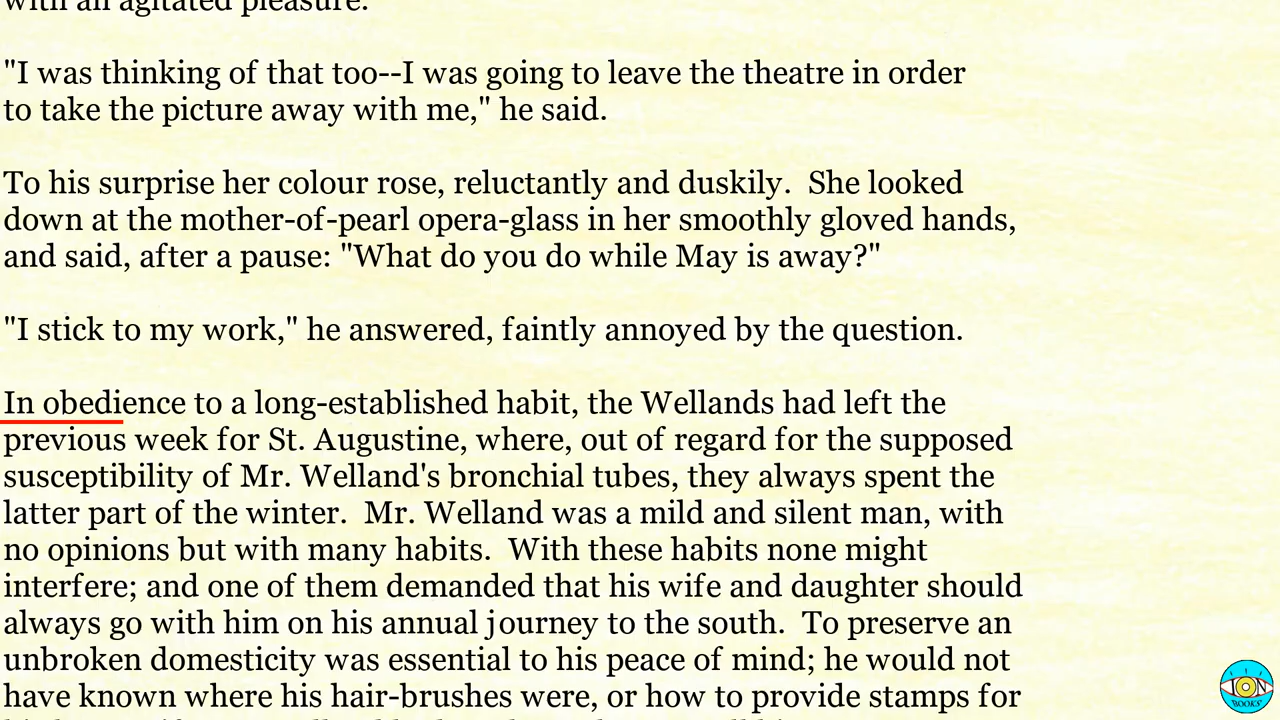 with an agitated pleasure.
"I was thinking of that too--I was going to leave the theatre in order
to take the picture away with me," he said.
To his surprise her colour rose, reluctantly and duskily.  She looked
down at the mother-of-pearl opera-glass in her smoothly gloved hands,
and said, after a pause: "What do you do while May is away?"
"I stick to my work," he answered, faintly annoyed by the question.
In obedience to a long-established habit, the Wellands had left the
previous week for St. Augustine, where, out of regard for the supposed
susceptibility of Mr. Welland's bronchial tubes, they always spent the
latter part of the winter.  Mr. Welland was a mild and silent man, with
no opinions but with many habits.  With these habits none might
interfere; and one of them demanded that his wife and daughter should
always go with him on his annual journey to the south.  To preserve an
unbroken domesticity was essential to his peace of mind; he would not
have known where his hair-brushes were, or how to provide stamps for
ION
BOOKS